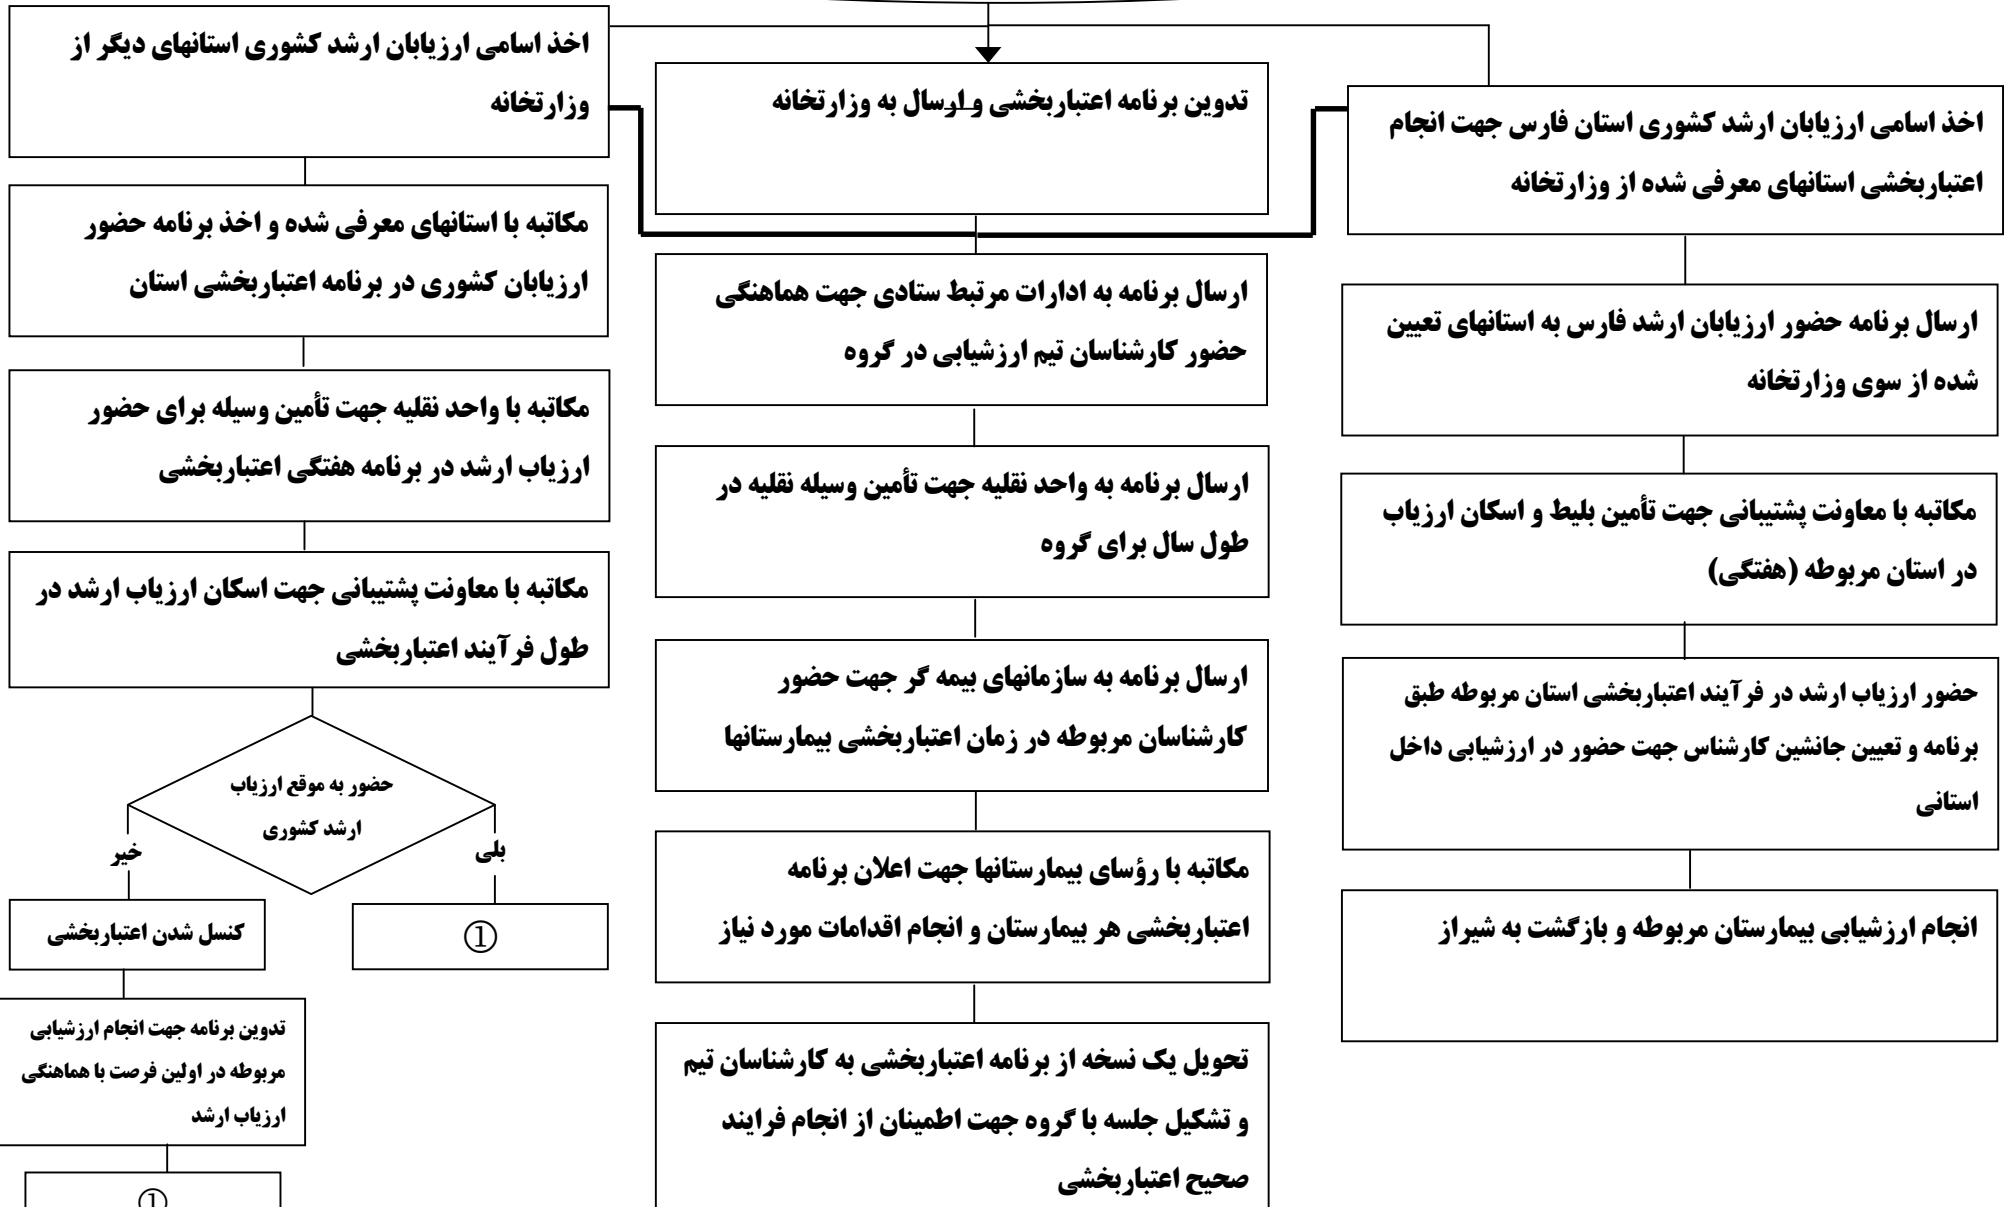 اخذ اسامی ارزیابان ارشد کشوری استان فارس جهت انجام
اعتباربخشی استانهای معرفی شده از وزارتخانه
ارسال برنامه حضور ارزیابان ارشد فارس به استانهای تعیین
شده از سوی وزارتخانه
مکاتبه با معاونت پشتیبانی جهت تأمین بلیط و اسکان ارزیاب
در استان مربوطه (هفتگی)
حضور ارزیاب ارشد در فرآیند اعتباربخشی استان مربوطه طبق
برنامه و تعیین جانشین کارشناس جهت حضور در ارزشیابی داخل
استانی
انجام ارزشیابی بیمارستان مربوطه و بازگشت به شیراز
تدوین برنامه اعتباربخشی و ارسال به وزارتخانه
ارسال برنامه به ادارات مرتبط ستادی جهت هماهنگی
حضور کارشناسان تیم ارزشیابی در گروه
ارسال برنامه به واحد نقلیه جهت تأمین وسیله نقلیه در
طول سال برای گروه
ارسال برنامه به سازمانهای بیمه گر جهت حضور
کارشناسان مربوطه در زمان اعتباربخشی بیمارستانها
مکاتبه با رؤسای بیمارستانها جهت اعلان برنامه
اعتباربخشی هر بیمارستان و انجام اقدامات مورد نیاز
تحویل یک نسخه از برنامه اعتباربخشی به کارشناسان تیم
و تشکیل جلسه با گروه جهت اطمینان از انجام فرایند
صحیح اعتباربخشی
اخذ اسامی ارزیابان ارشد کشوری استانهای دیگر از
وزارتخانه
مکاتبه با استانهای معرفی شده و اخذ برنامه حضور
ارزیابان کشوری در برنامه اعتباربخشی استان
مکاتبه با واحد نقلیه جهت تأمین وسیله برای حضور
ارزیاب ارشد در برنامه هفتگی اعتباربخشی
مکاتبه با معاونت پشتیبانی جهت اسکان ارزیاب ارشد در
طول فرآیند اعتباربخشی
حضور به موقع ارزیاب
ارشد کشوری
بلی
خیر
①
کنسل شدن اعتباربخشی
تدوین برنامه جهت انجام ارزشیابی
مربوطه در اولین فرصت با هماهنگی
ارزیاب ارشد
①